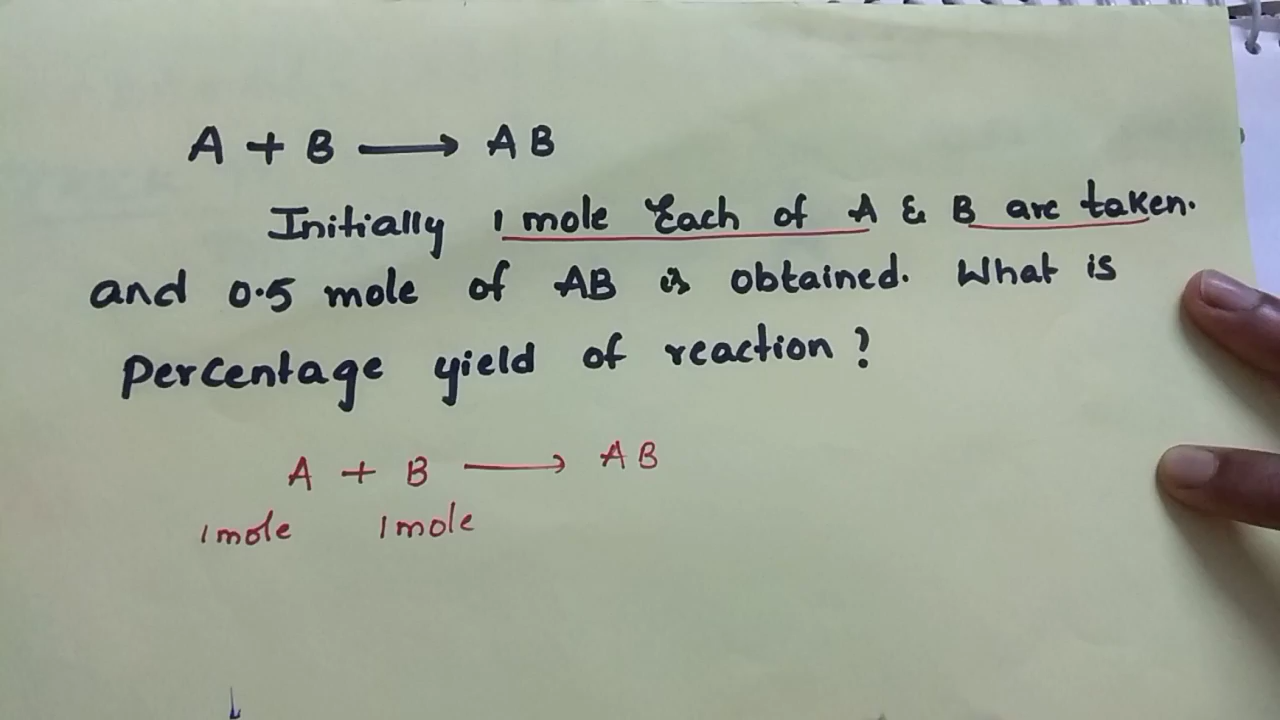 A + B ⟶ AB
Initially 1 mole Each of A & B are taken.
and 0.5 mole of AB is obtained. What is
Percentage yield of reaction?
A + B ⟶ AB
1mole 1mole